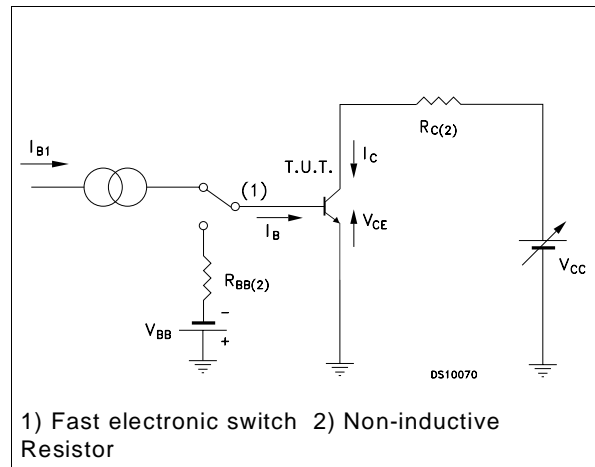 I_B1
(1)
I_B
T.U.T.
I_C
V_CE
R_C(2)
V_CC
R_BB(2)
V_BB
-
+
DS10070
1) Fast electronic switch 2) Non-inductive
Resistor